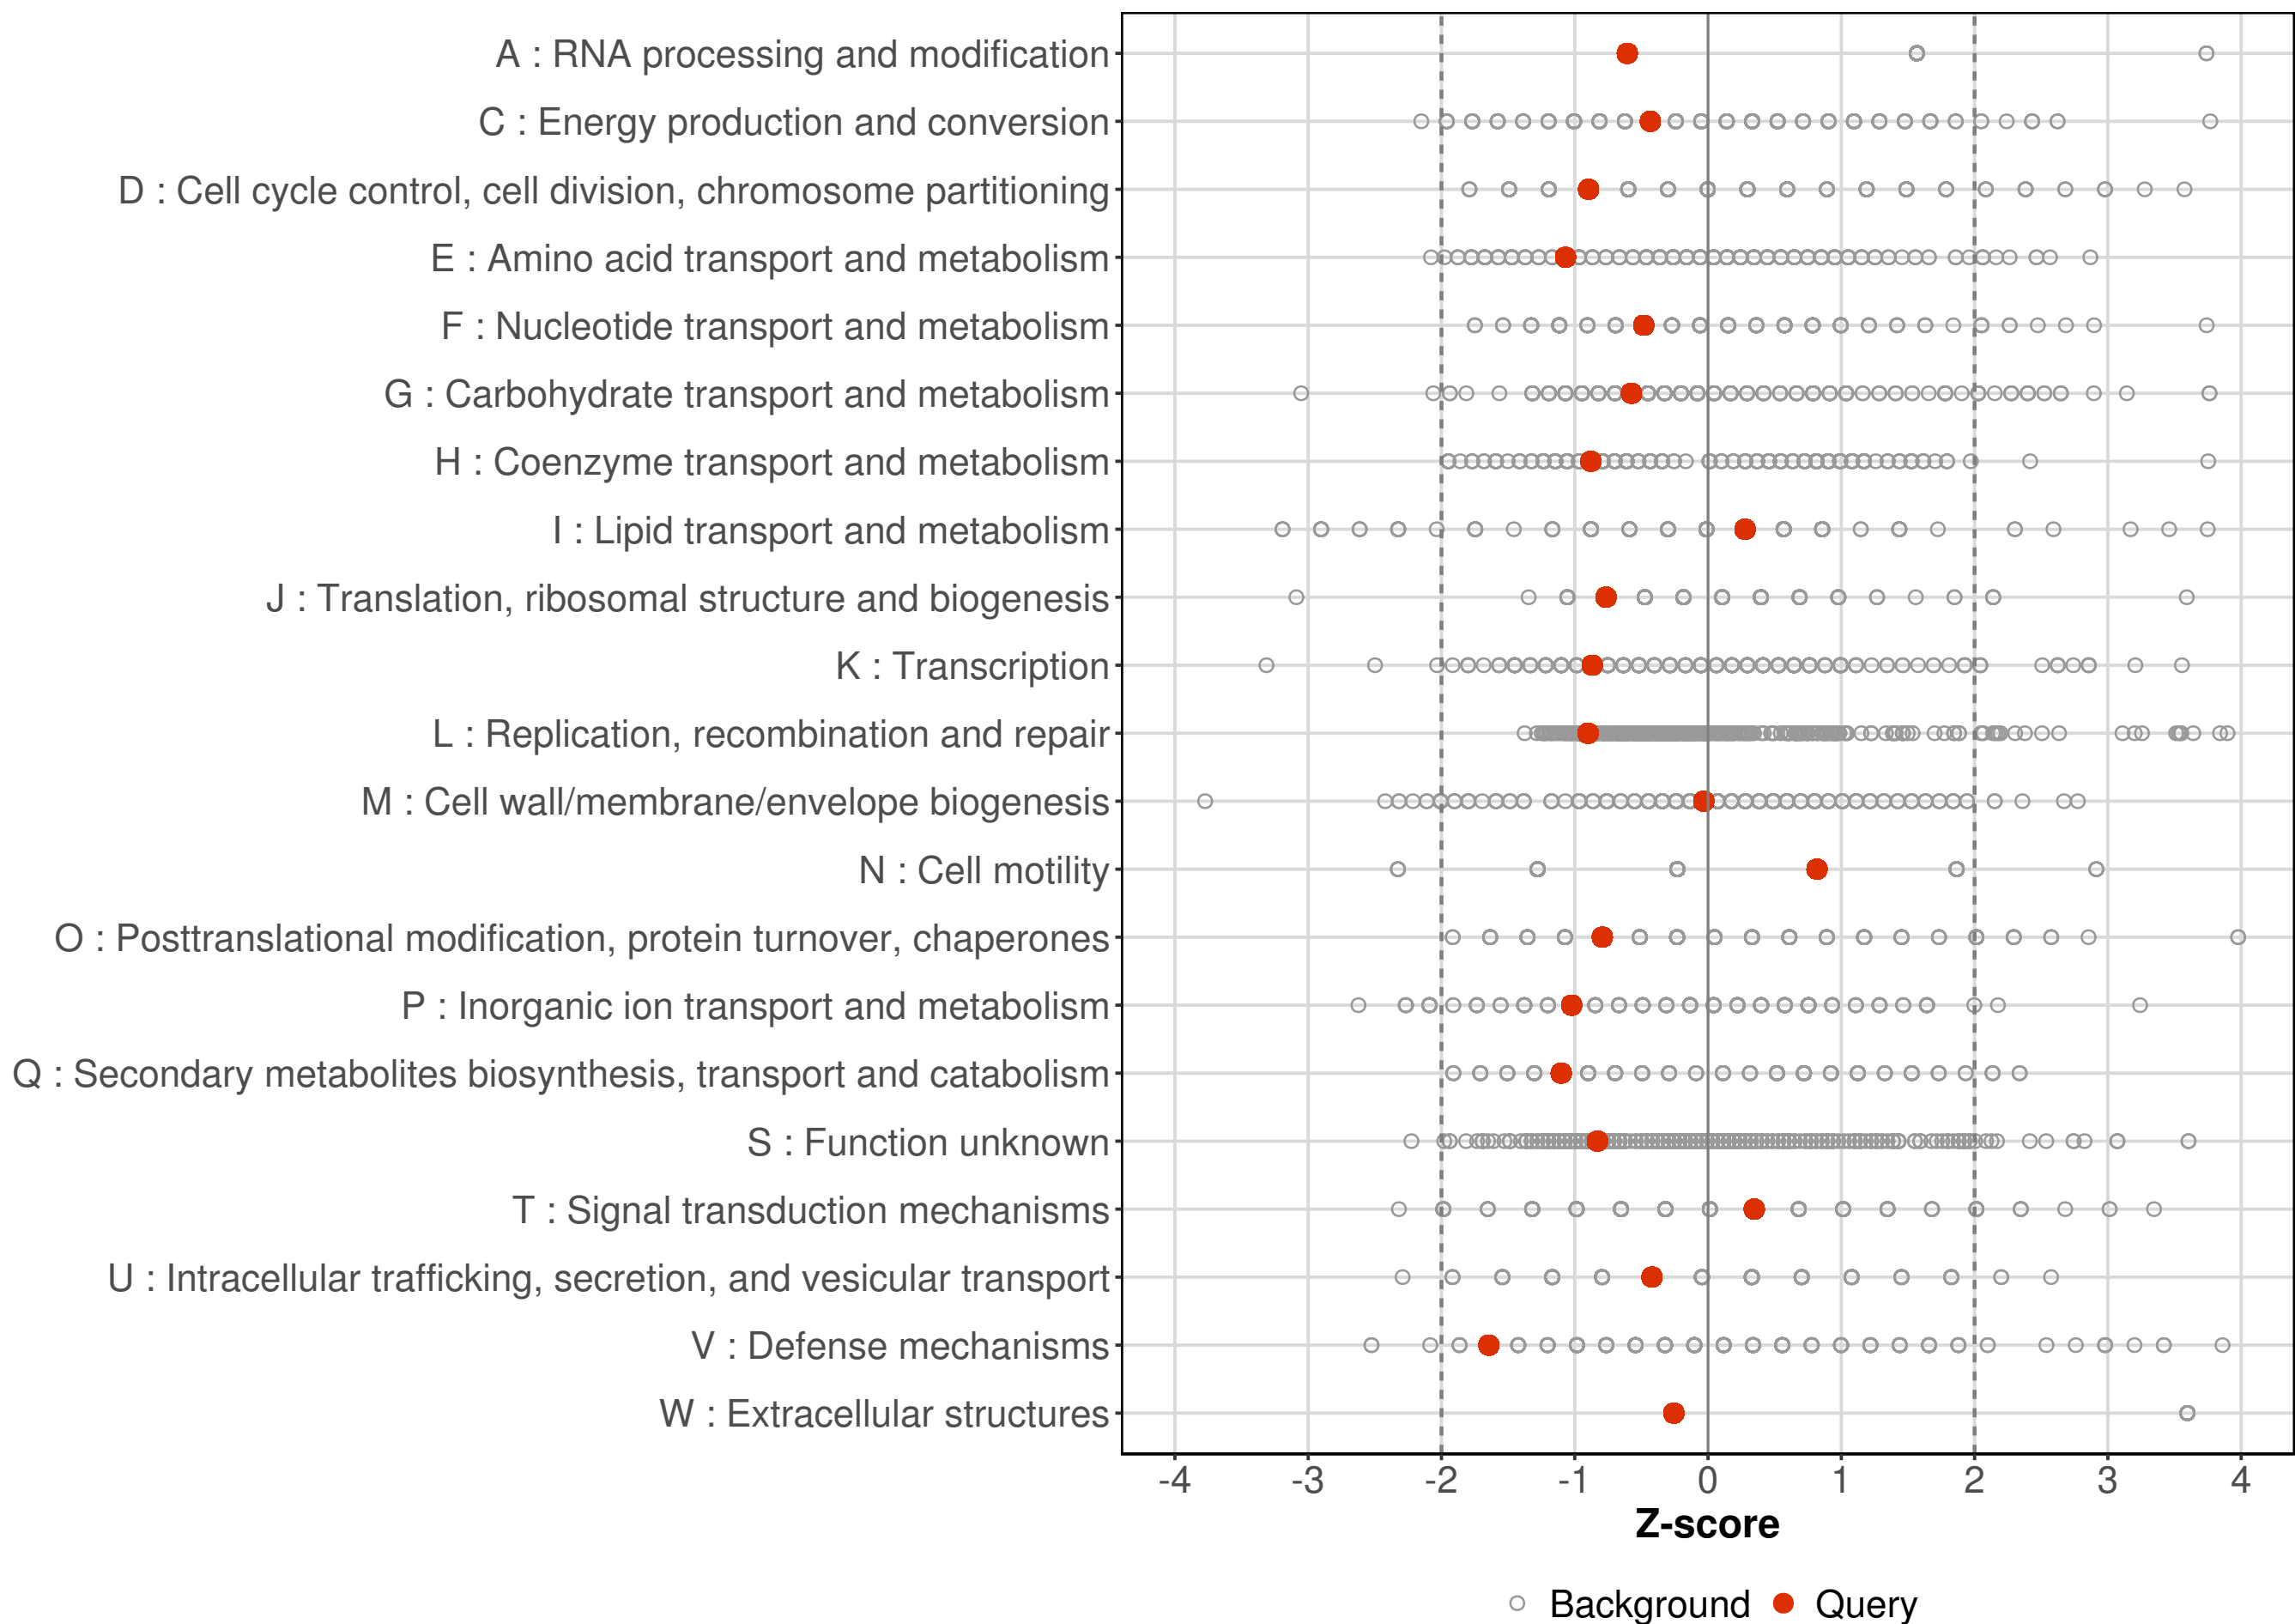 A : RNA processing and modification
C : Energy production and conversion
D : Cell cycle control, cell division, chromosome partitioning
E : Amino acid transport and metabolism
F : Nucleotide transport and metabolism
G : Carbohydrate transport and metabolism
H : Coenzyme transport and metabolism
I : Lipid transport and metabolism
J : Translation, ribosomal structure and biogenesis
K : Transcription
L : Replication, recombination and repair
M : Cell wall/membrane/envelope biogenesis
N : Cell motility
O : Posttranslational modification, protein turnover, chaperones
P : Inorganic ion transport and metabolism
Q : Secondary metabolites biosynthesis, transport and catabolism
S : Function unknown
T : Signal transduction mechanisms
U : Intracellular trafficking, secretion, and vesicular transport
V : Defense mechanisms
W : Extracellular structures
-4 -3 -2 -1 0 1 2 3 4
Z-score
Background Query